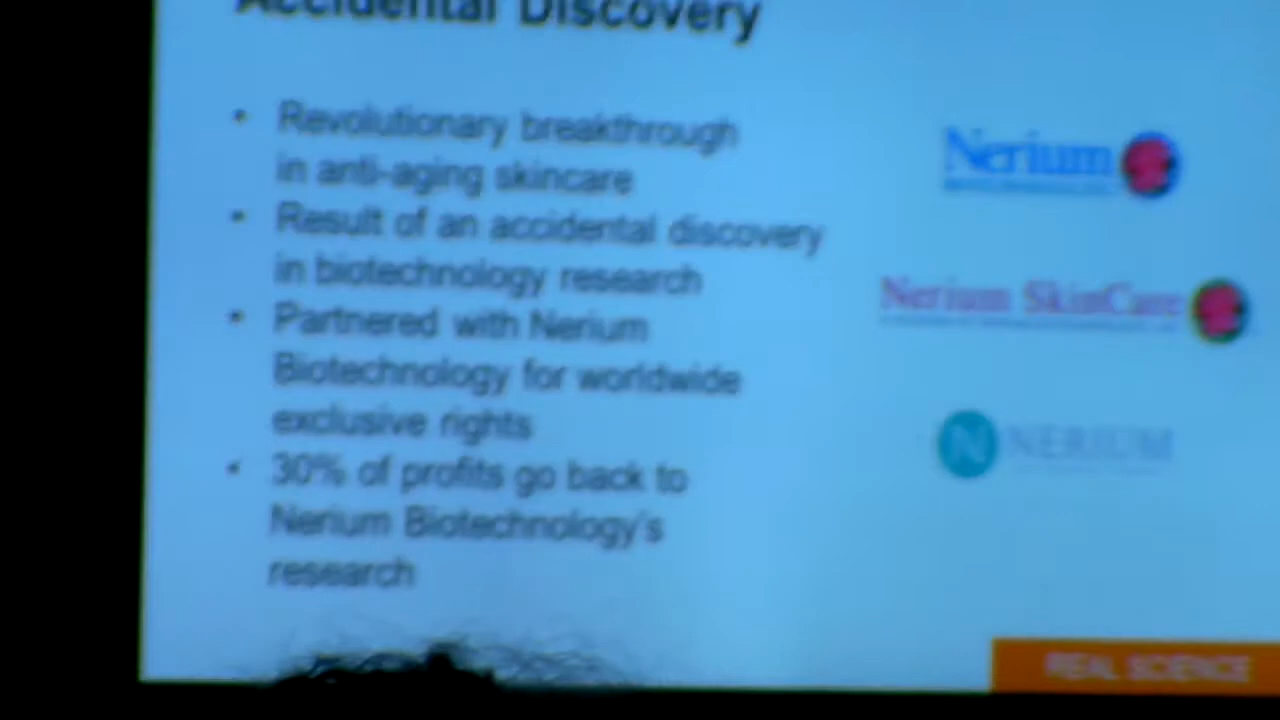 Accidental Discovery
• Revolutionary breakthrough
in anti-aging skincare
• Result of an accidental discovery
in biotechnology research
• Partnered with Nerium
Biotechnology for worldwide
exclusive rights
• 30% of profits go back to
Nerium Biotechnology's
research
Nerium
Nerium SkinCare
N NERIUM
REAL SCIENCE